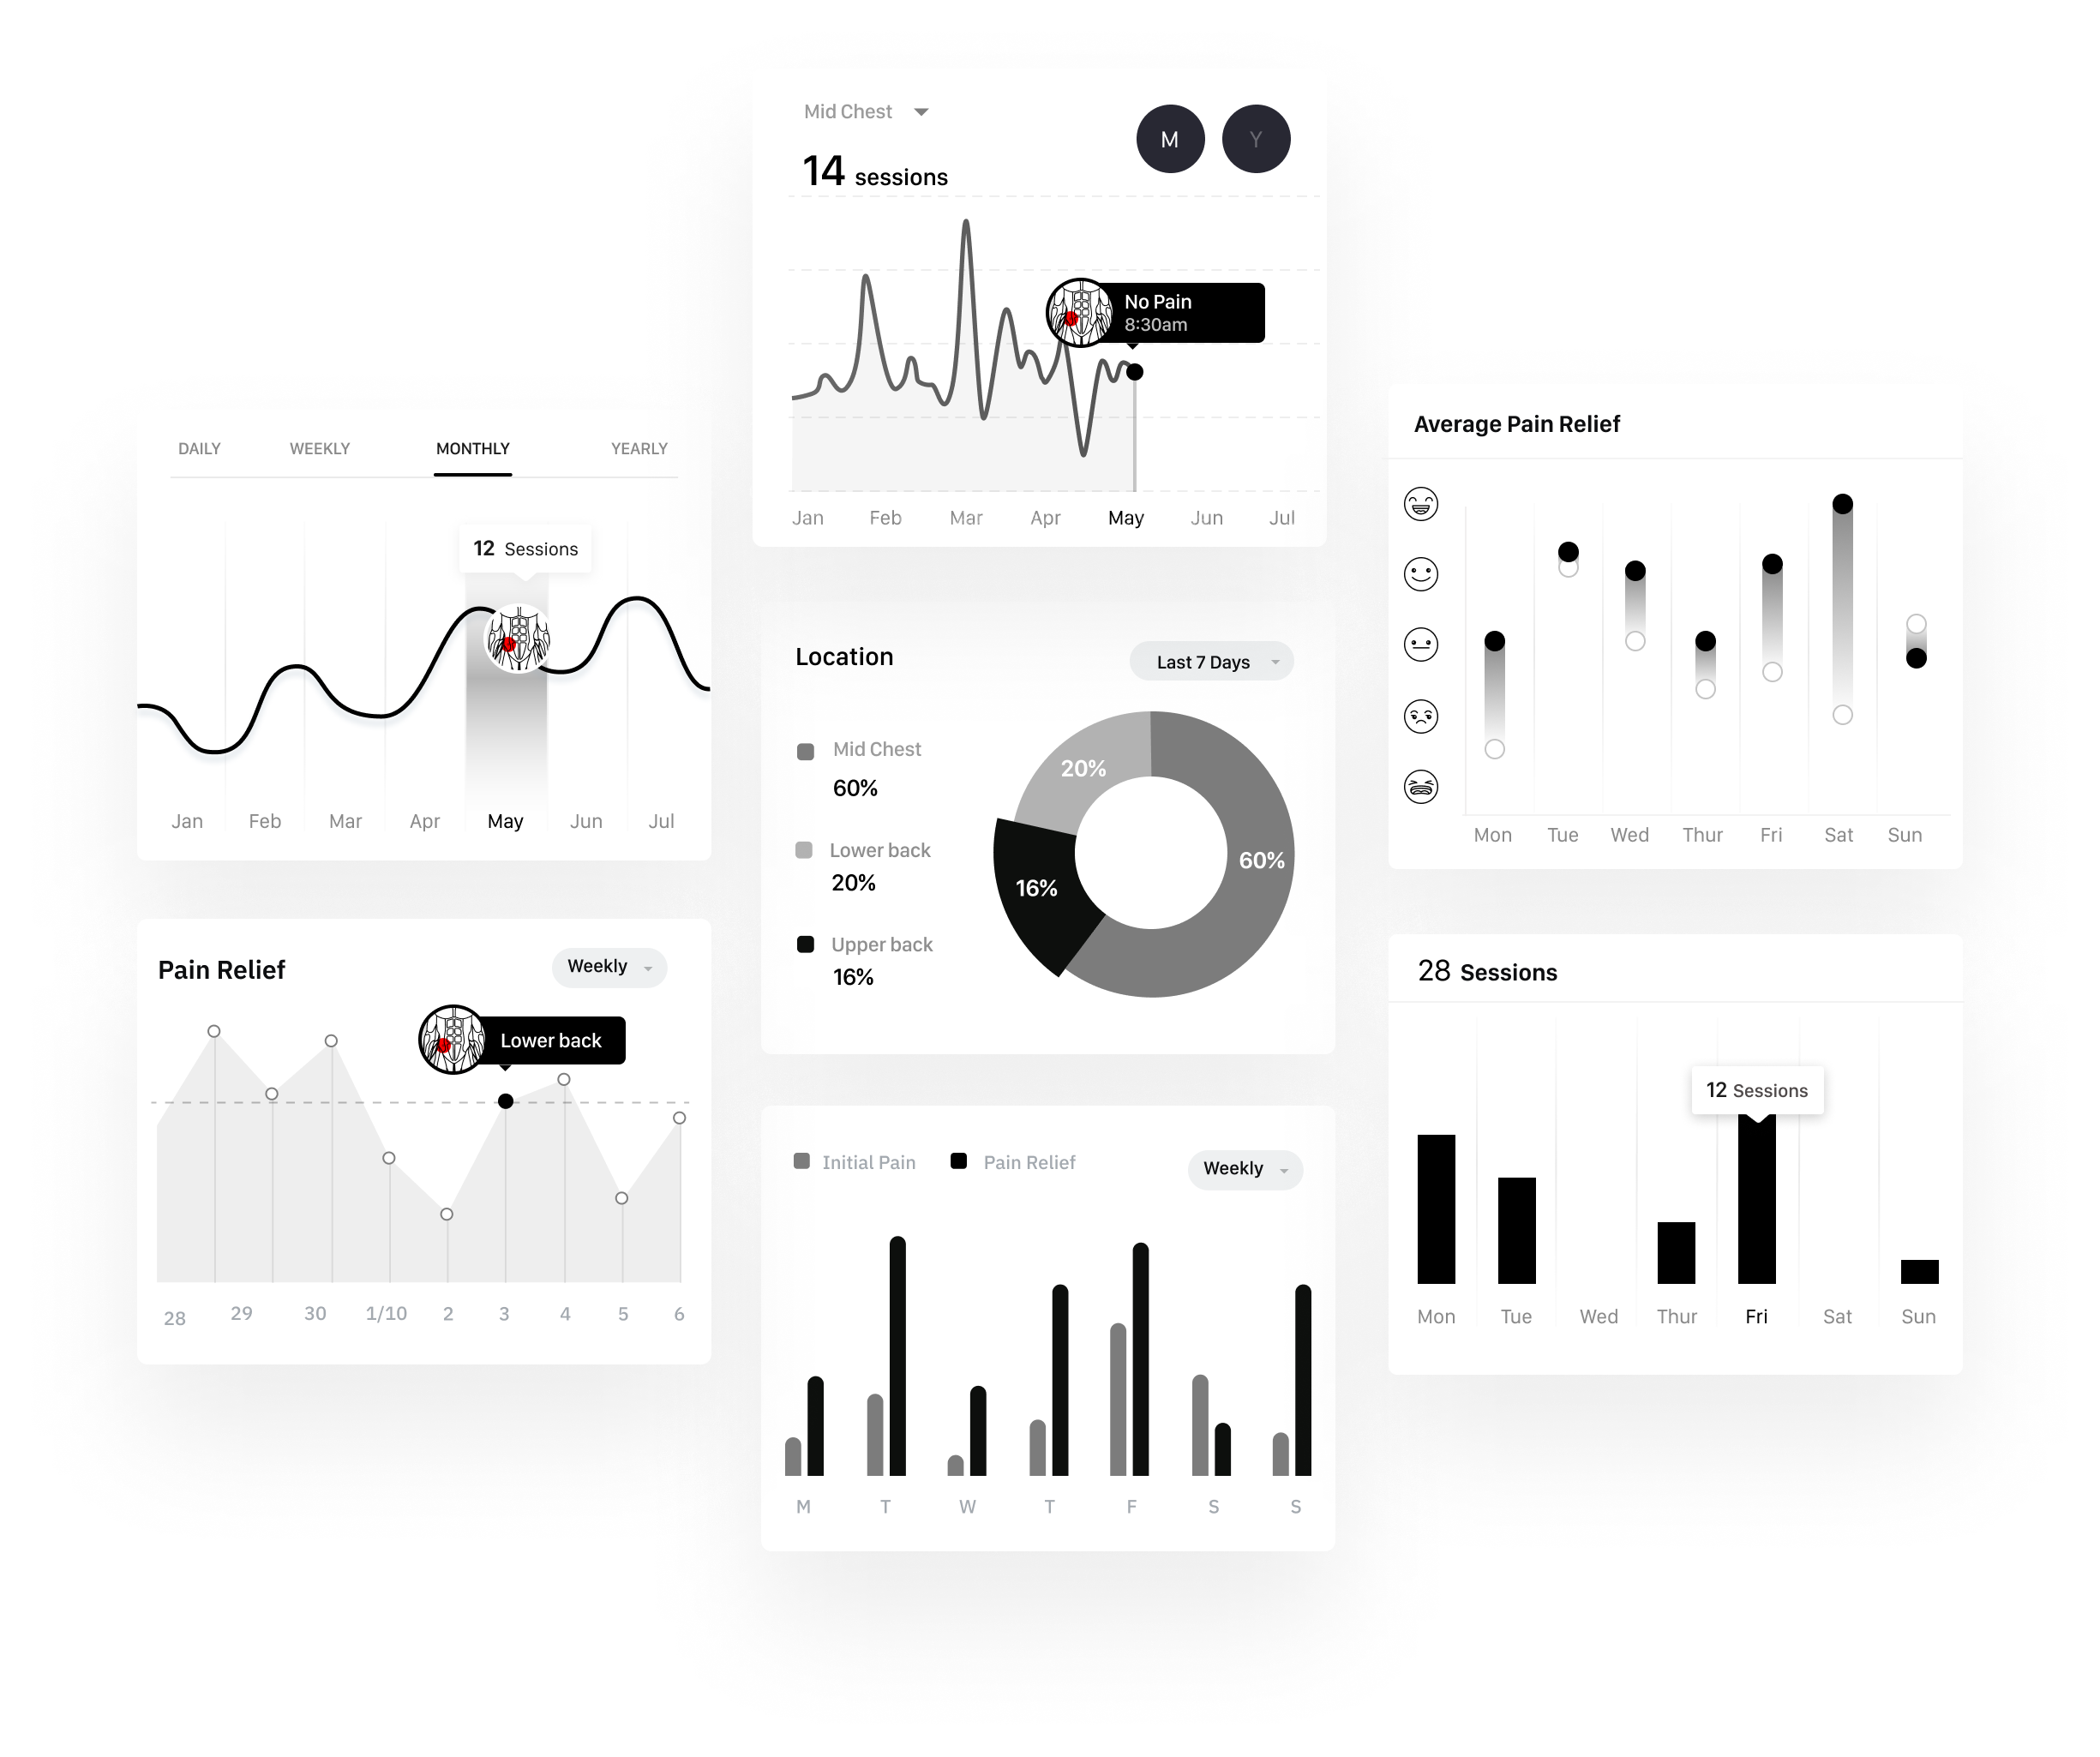 Mid Chest
M Y
14 sessions
No Pain
8:30am
Jan Feb Mar Apr May Jun Jul
DAILY WEEKLY MONTHLY YEARLY
12 Sessions
Jan Feb Mar Apr May Jun Jul
Average Pain Relief
Mon Tue Wed Thur Fri Sat Sun
Location
Last 7 Days
Mid Chest
60%
Lower back
20%
Upper back
16%
20%
60%
16%
Pain Relief
Weekly
Lower back
28 29 30 1/10 2 3 4 5 6
28 Sessions
12 Sessions
Mon Tue Wed Thur Fri Sat Sun
Initial Pain Pain Relief
Weekly
M T W T F S S